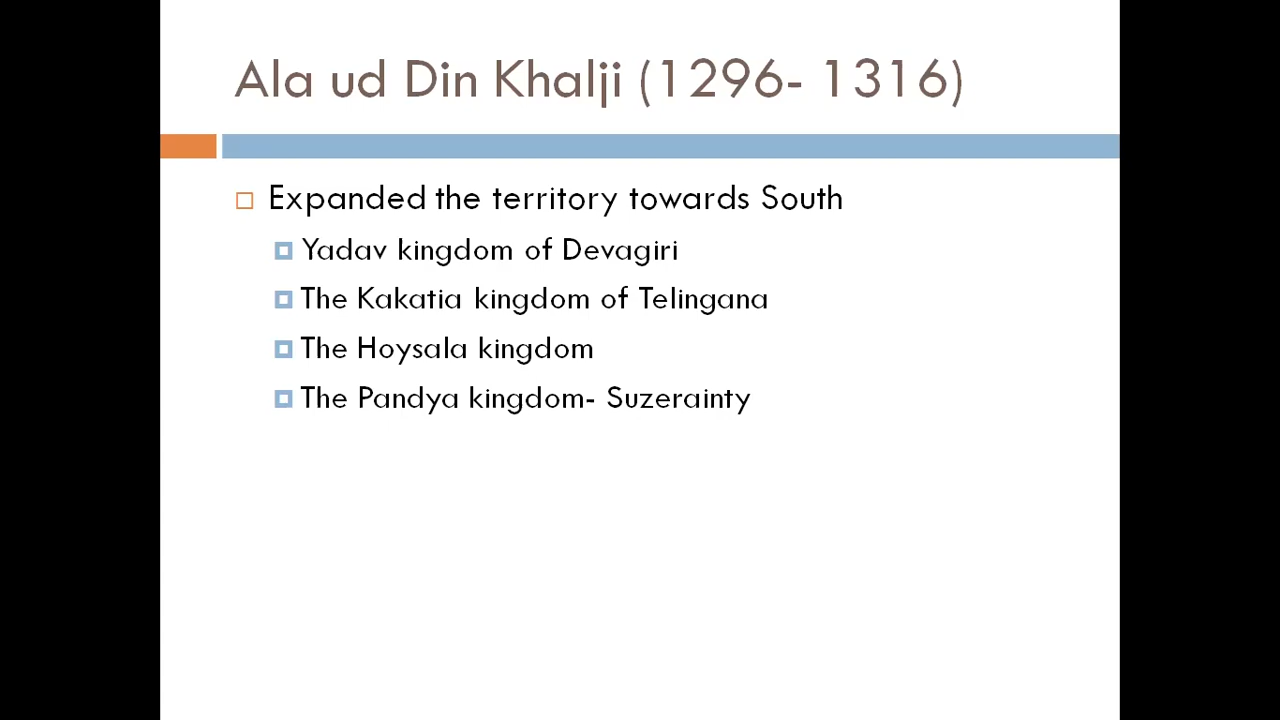 Ala ud Din Khalji (1296- 1316)
Expanded the territory towards South
Yadav kingdom of Devagiri
The Kakatia kingdom of Telingana
The Hoysala kingdom
The Pandya kingdom- Suzerainty